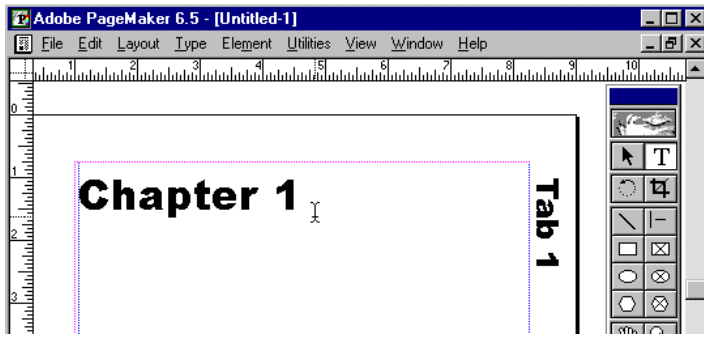 Adobe PageMaker 6.5 - [Untitled-1]
File Edit Layout Type Element Utilities View Window Help
1 2 3 4 5 6 7 8 9 10
0
1
2
3
T
Chapter 1
Tab 1